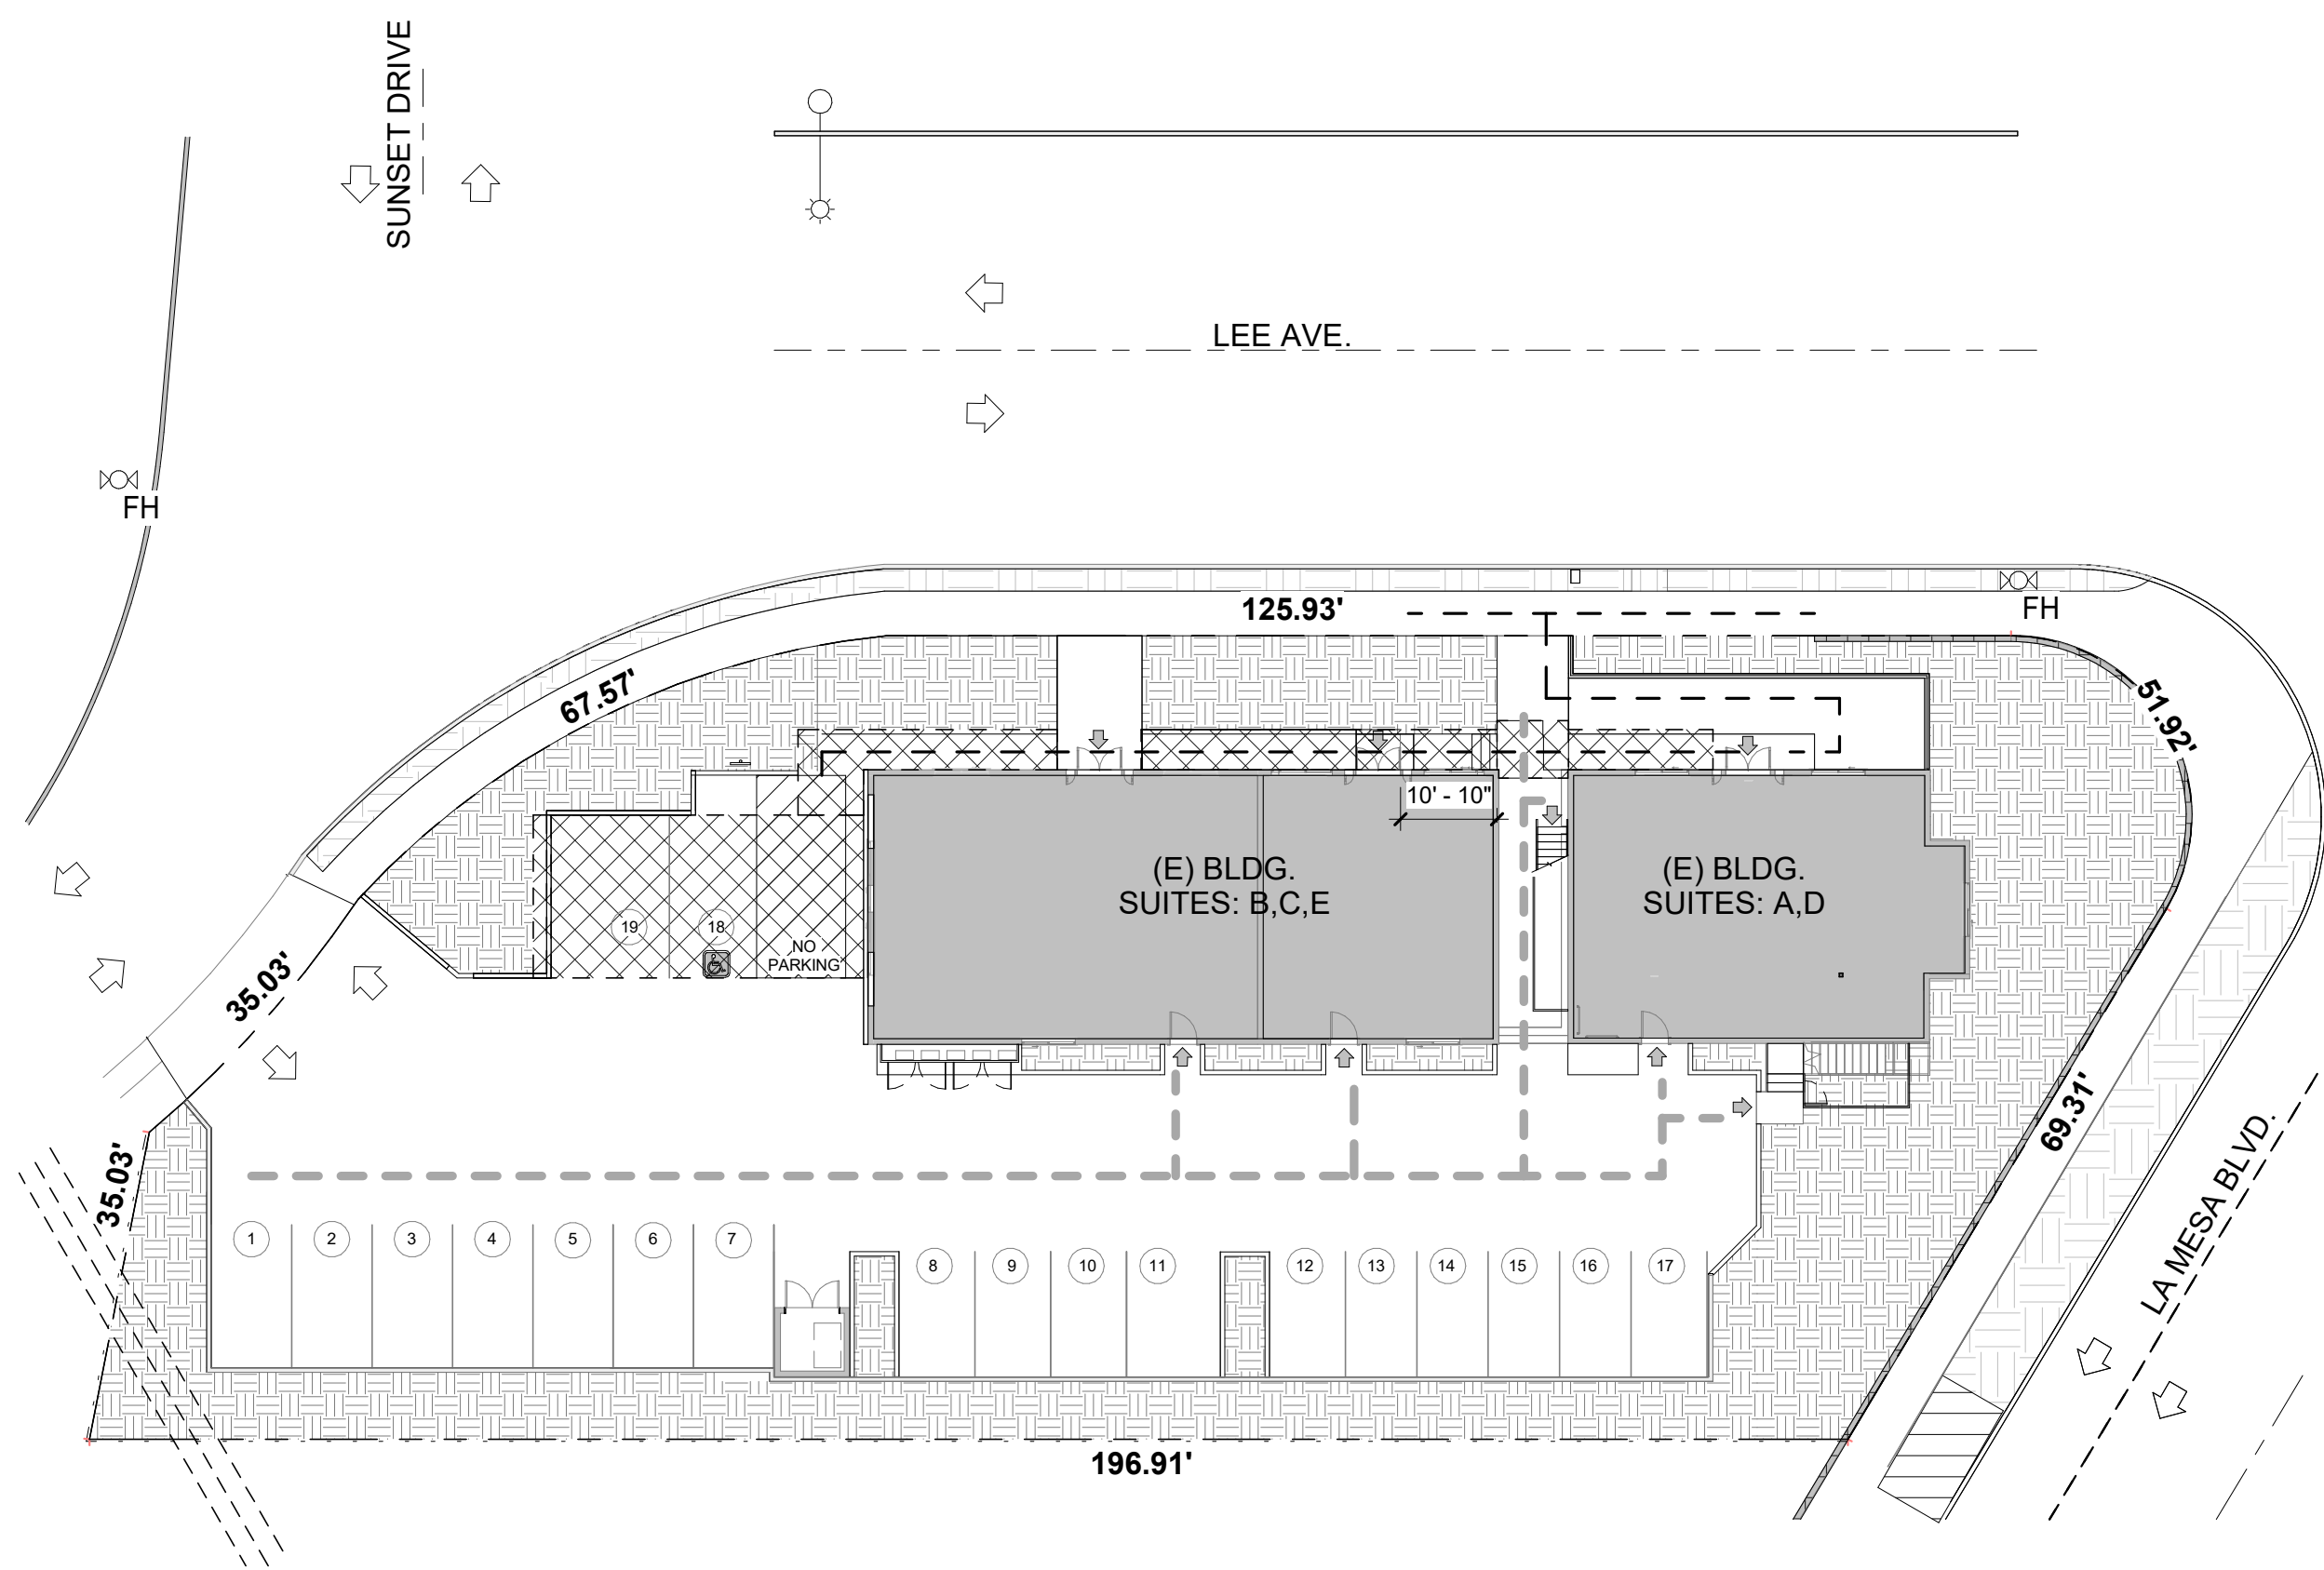 SUNSET DRIVE
LEE AVE.
FH
125.93'
FH
67.57'
51.92'
10' - 10"
(E) BLDG.
SUITES: B,C,E
(E) BLDG.
SUITES: A,D
19
18
NO
PARKING
35.03'
35.03'
69.31'
LA MESA BLVD.
1
2
3
4
5
6
7
8
9
10
11
12
13
14
15
16
17
196.91'